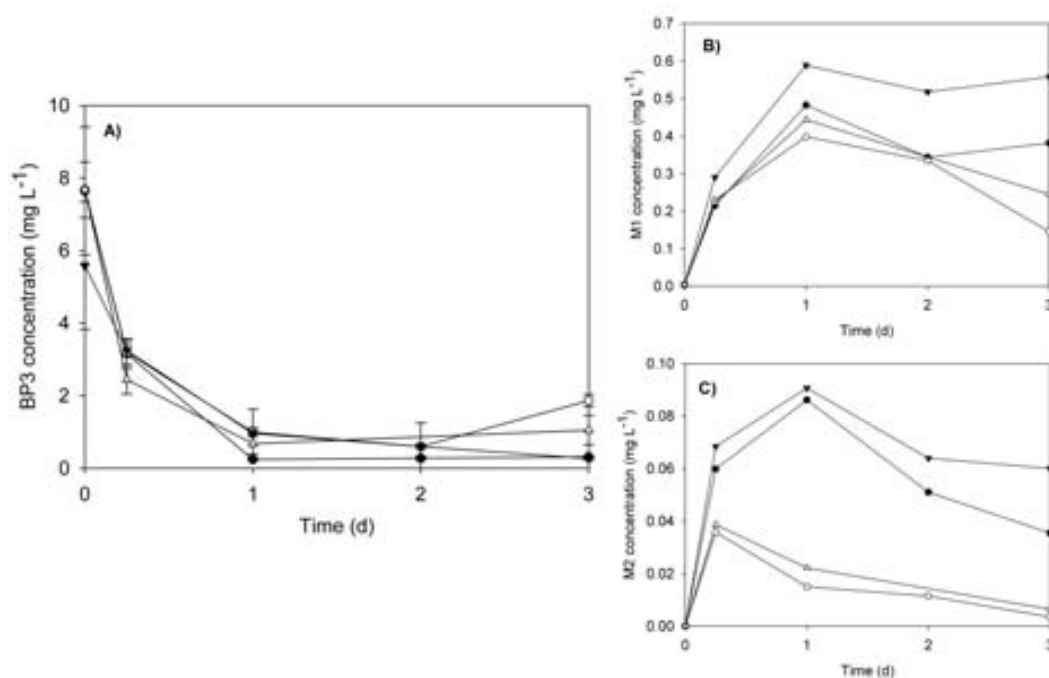 A)
BP3 concentration (mg L⁻¹)
10
8
6
4
2
0
0 1 2 3
Time (d)
B)
M1 concentration (mg L⁻¹)
0.7
0.6
0.5
0.4
0.3
0.2
0.1
0.0
0 1 2 3
Time (d)
C)
M2 concentration (mg L⁻¹)
0.10
0.08
0.06
0.04
0.02
0.00
0 1 2 3
Time (d)